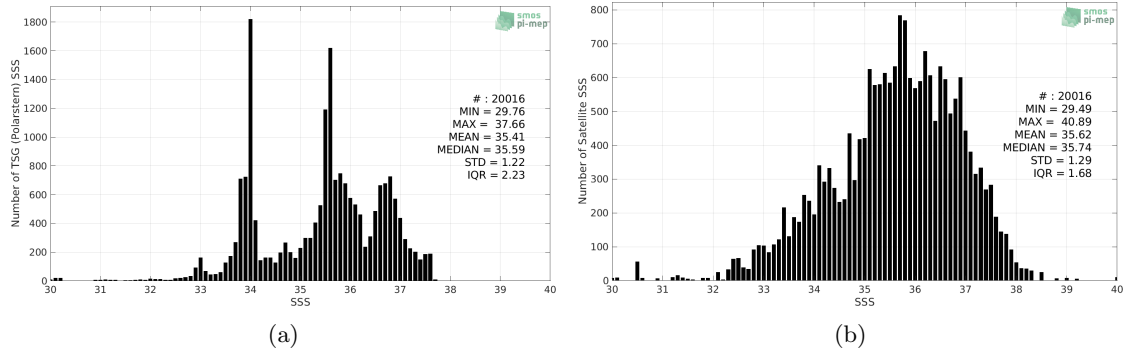 smos
pi-mep
Number of TSG (Polarstern) SSS
1800
1600
1400
1200
1000
800
600
400
200
0
# : 20016
MIN = 29.76
MAX = 37.66
MEAN = 35.41
MEDIAN = 35.59
STD = 1.22
IQR = 2.23
30 31 32 33 34 35 36 37 38 39 40
SSS
(a)
smos
pi-mep
Number of Satellite SSS
800
700
600
500
400
300
200
100
0
# : 20016
MIN = 29.49
MAX = 40.89
MEAN = 35.62
MEDIAN = 35.74
STD = 1.29
IQR = 1.68
30 31 32 33 34 35 36 37 38 39 40
SSS
(b)